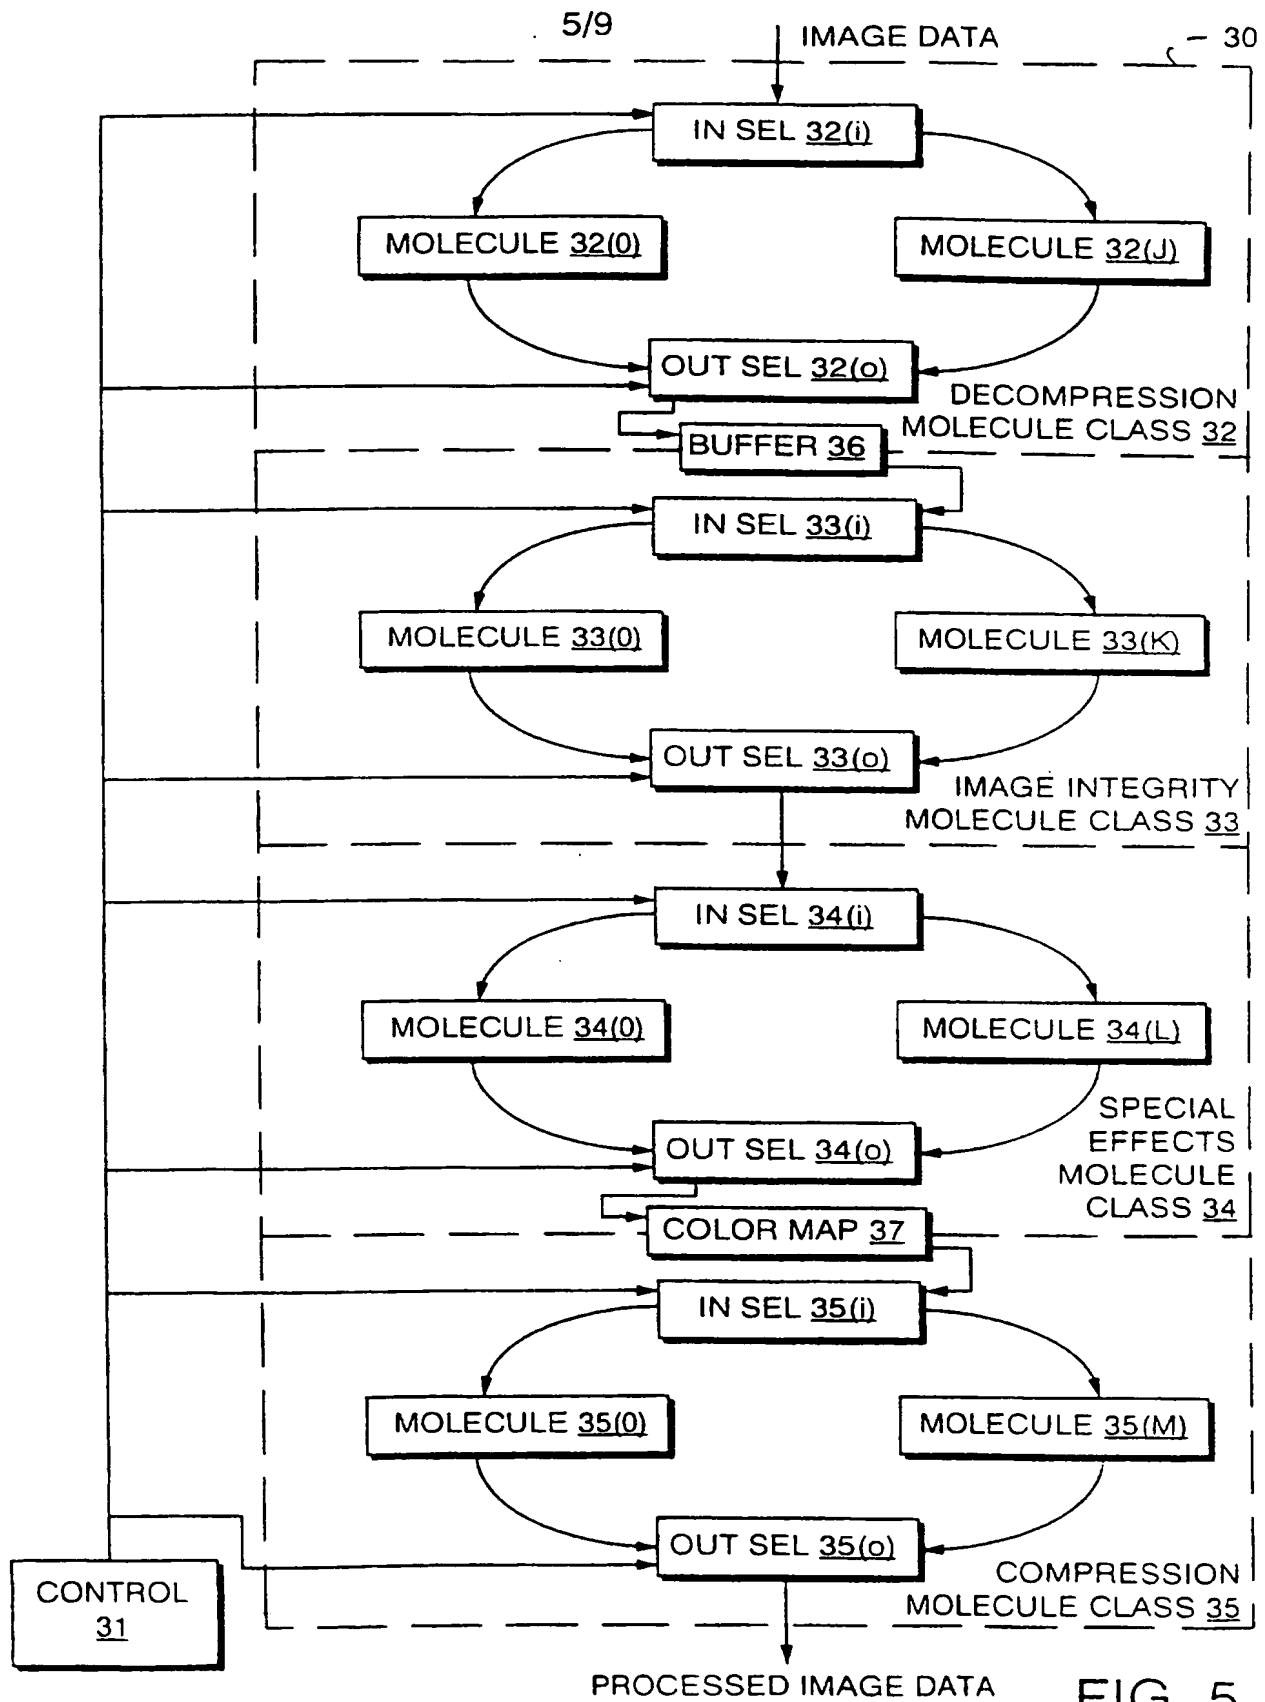 5/9
IMAGE DATA
30
IN SEL 32(i)
MOLECULE 32(0)
MOLECULE 32(J)
OUT SEL 32(o)
DECOMPRESSION
MOLECULE CLASS 32
BUFFER 36
IN SEL 33(i)
MOLECULE 33(0)
MOLECULE 33(K)
OUT SEL 33(o)
IMAGE INTEGRITY
MOLECULE CLASS 33
IN SEL 34(i)
MOLECULE 34(0)
MOLECULE 34(L)
SPECIAL
EFFECTS
MOLECULE
CLASS 34
OUT SEL 34(o)
COLOR MAP 37
IN SEL 35(i)
MOLECULE 35(0)
MOLECULE 35(M)
OUT SEL 35(o)
COMPRESSION
MOLECULE CLASS 35
CONTROL
31
PROCESSED IMAGE DATA
FIG. 5